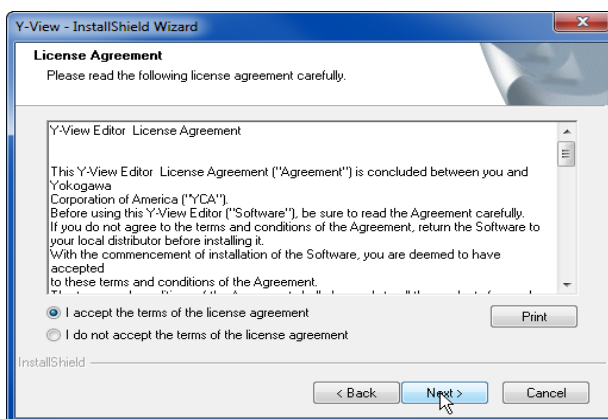 Y-View - InstallShield Wizard
License Agreement
Please read the following license agreement carefully.
Y-View Editor  License Agreement
This Y-View Editor  License Agreement ("Agreement") is concluded between you and
Yokogawa
Corporation of America ("YCA").
Before using this Y-View Editor ("Software"), be sure to read the Agreement carefully.
If you do not agree to the terms and conditions of the Agreement, return the Software to
your local distributor before installing it.
With the commencement of installation of the Software, you are deemed to have
accepted
to these terms and conditions of the Agreement.
I accept the terms of the license agreement
Print
I do not accept the terms of the license agreement
InstallShield
< Back
Next >
Cancel